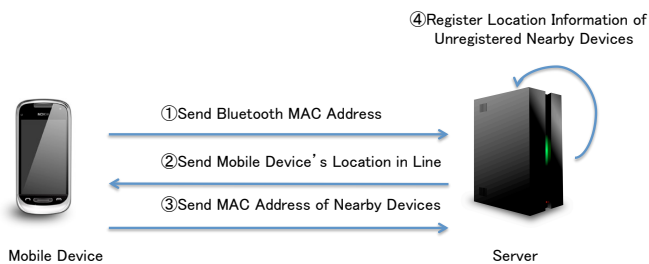 ④Register Location Information of
Unregistered Nearby Devices
①Send Bluetooth MAC Address
②Send Mobile Device's Location in Line
③Send MAC Address of Nearby Devices
Mobile Device
Server